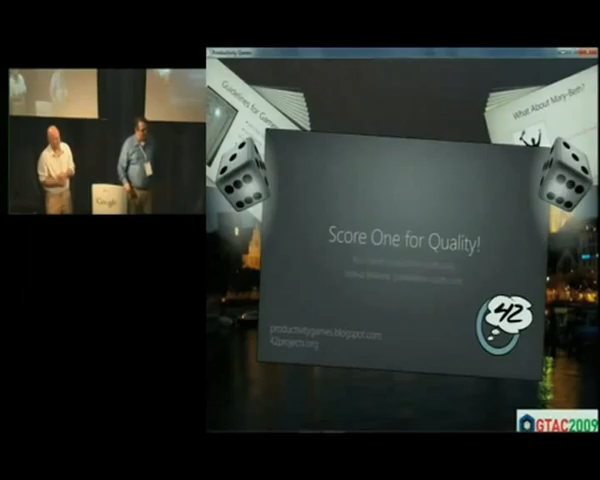 Productivity Games
Guidelines for Game
What About Mary-Beth?
Google
Score One for Quality!
productivitygames.blogspot.com
42projects.org
42
GTAC2009